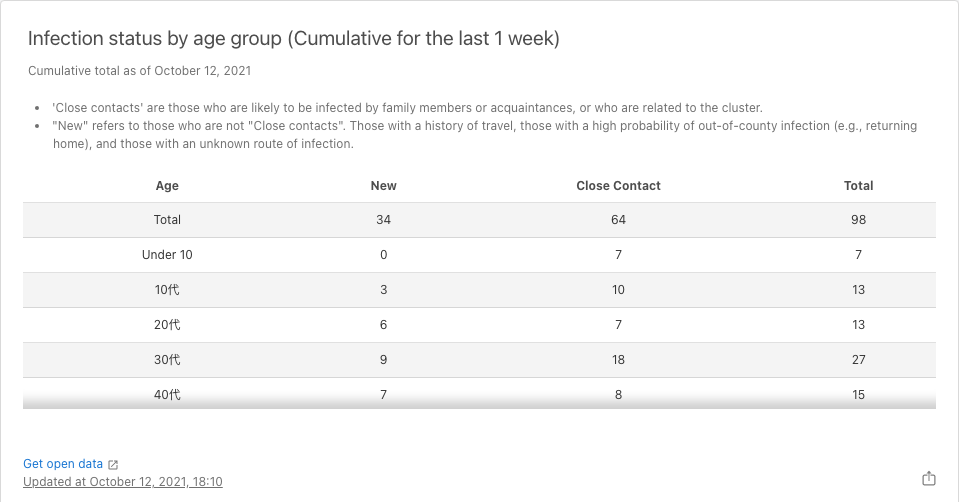 Infection status by age group (Cumulative for the last 1 week)
Cumulative total as of October 12, 2021
• 'Close contacts' are those who are likely to be infected by family members or acquaintances, or who are related to the cluster.
• "New" refers to those who are not "Close contacts". Those with a history of travel, those with a high probability of out-of-county infection (e.g., returning
home), and those with an unknown route of infection.
Age New Close Contact Total
Total 34 64 98
Under 10 0 7 7
10代 3 10 13
20代 6 7 13
30代 9 18 27
40代 7 8 15
Get open data
Updated at October 12, 2021, 18:10